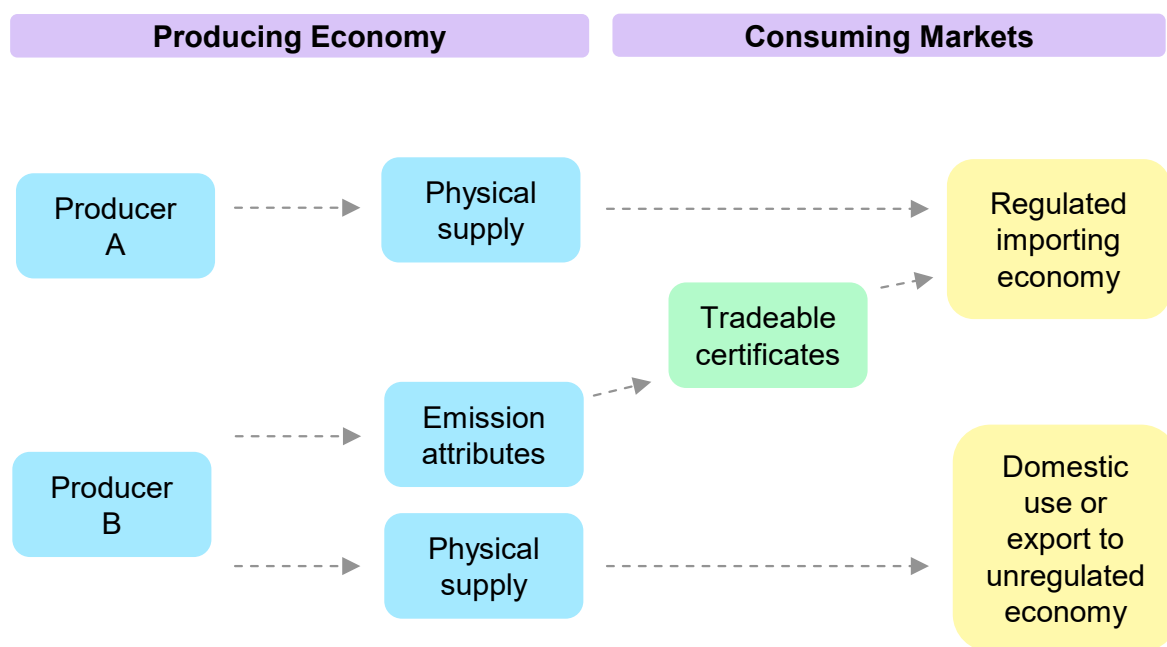 Producing Economy
Consuming Markets
Producer
A
Physical
supply
Regulated
importing
economy
Tradeable
certificates
Emission
attributes
Producer
B
Physical
supply
Domestic
use or
export to
unregulated
economy